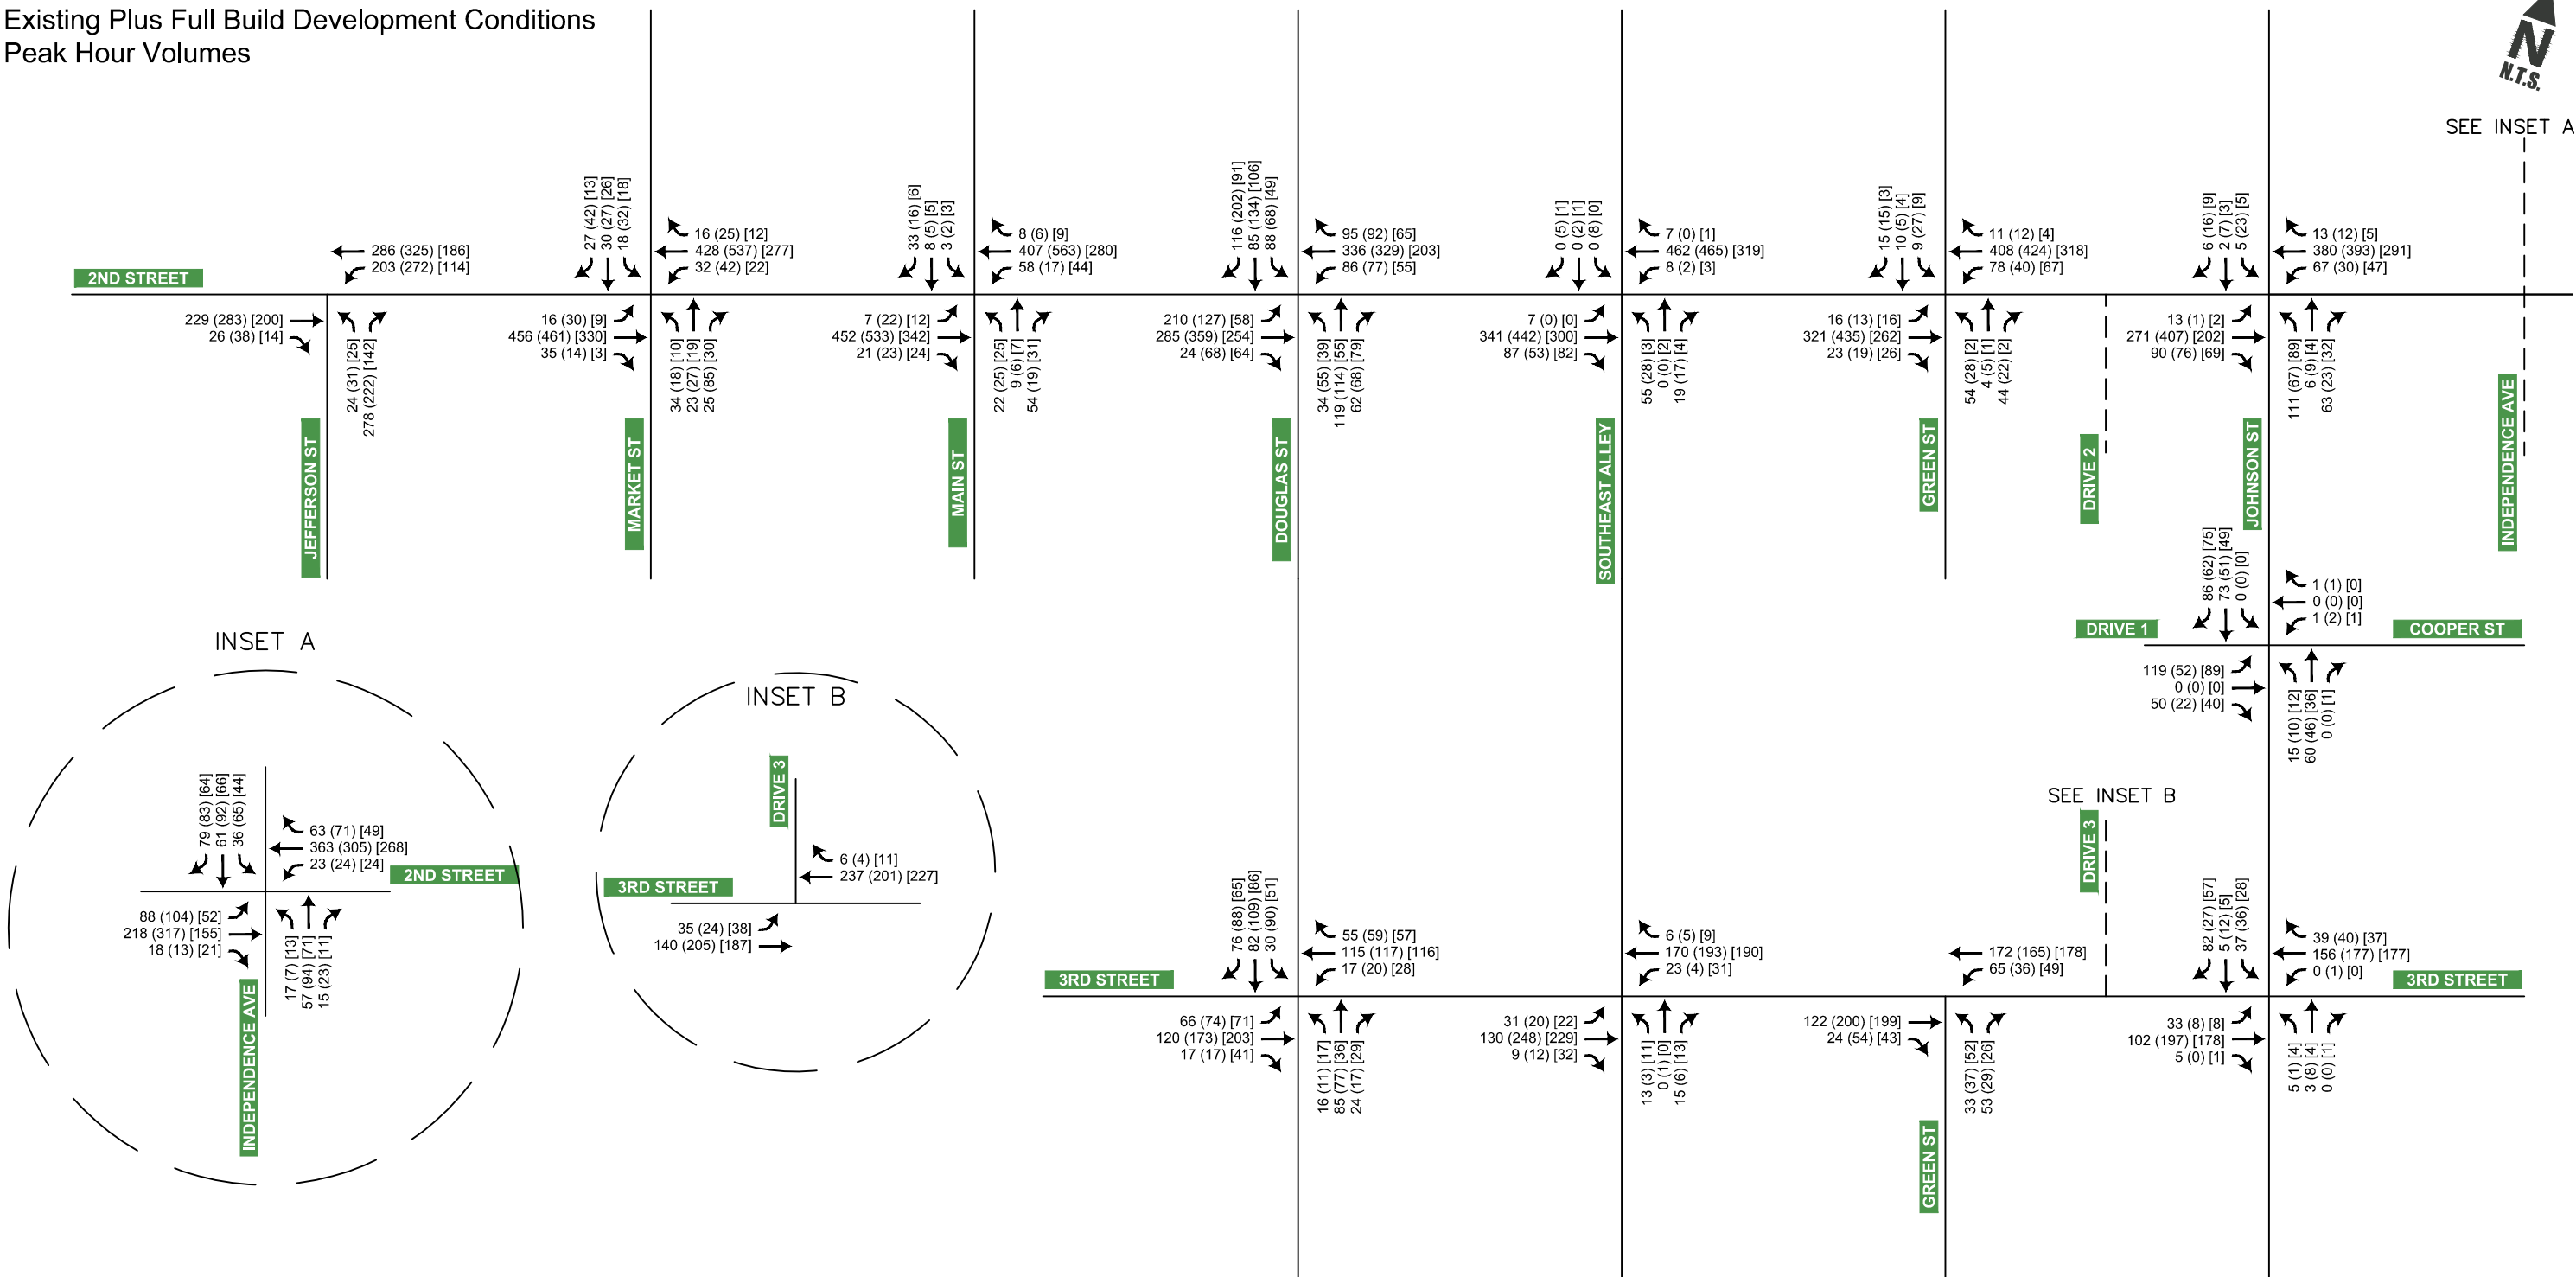 Existing Plus Full Build Development Conditions
Peak Hour Volumes
N
N.T.S.
SEE INSET A
2ND STREET
286 (325) [186]
203 (272) [114]
229 (283) [200]
26 (38) [14]
24 (31) [25]
278 (222) [142]
JEFFERSON ST
27 (42) [13]
30 (27) [26]
18 (32) [18]
16 (25) [12]
428 (537) [277]
32 (42) [22]
16 (30) [9]
456 (461) [330]
35 (14) [3]
34 (18) [10]
23 (27) [19]
25 (85) [30]
MARKET ST
33 (16) [6]
8 (5) [5]
3 (2) [3]
8 (6) [9]
407 (563) [280]
58 (17) [44]
7 (22) [12]
452 (533) [342]
21 (23) [24]
22 (25) [25]
9 (6) [7]
54 (19) [31]
MAIN ST
116 (202) [91]
85 (134) [106]
88 (68) [49]
95 (92) [65]
336 (329) [203]
86 (77) [55]
210 (127) [58]
285 (359) [254]
24 (68) [64]
34 (55) [39]
119 (114) [55]
62 (68) [79]
DOUGLAS ST
0 (5) [1]
0 (2) [1]
0 (8) [0]
7 (0) [1]
462 (465) [319]
8 (2) [3]
7 (0) [0]
341 (442) [300]
87 (53) [82]
55 (28) [3]
0 (0) [2]
19 (17) [4]
SOUTHEAST ALLEY
15 (15) [3]
10 (5) [4]
9 (27) [9]
11 (12) [4]
408 (424) [318]
78 (40) [67]
16 (13) [16]
321 (435) [262]
23 (19) [26]
54 (28) [2]
4 (5) [1]
44 (22) [2]
GREEN ST
DRIVE 2
6 (16) [9]
2 (7) [3]
5 (23) [5]
13 (12) [5]
380 (393) [291]
67 (30) [47]
13 (1) [2]
271 (407) [202]
90 (76) [69]
111 (67) [89]
6 (9) [4]
63 (23) [32]
JOHNSON ST
INDEPENDENCE AVE
86 (62) [75]
73 (51) [49]
0 (0) [0]
1 (1) [0]
0 (0) [0]
1 (2) [1]
DRIVE 1
COOPER ST
119 (52) [89]
0 (0) [0]
50 (22) [40]
15 (10) [12]
60 (46) [36]
0 (0) [1]
INSET A
79 (83) [64]
61 (92) [66]
36 (65) [44]
63 (71) [49]
363 (305) [268]
23 (24) [24]
2ND STREET
88 (104) [52]
218 (317) [155]
18 (13) [21]
17 (7) [13]
57 (94) [71]
15 (23) [11]
INDEPENDENCE AVE
INSET B
DRIVE 3
6 (4) [11]
237 (201) [227]
3RD STREET
35 (24) [38]
140 (205) [187]
3RD STREET
76 (88) [65]
82 (109) [86]
30 (90) [51]
55 (59) [57]
115 (117) [116]
17 (20) [28]
66 (74) [71]
120 (173) [203]
17 (17) [41]
16 (11) [17]
85 (77) [36]
24 (17) [29]
6 (5) [9]
170 (193) [190]
23 (4) [31]
31 (20) [22]
130 (248) [229]
9 (12) [32]
13 (3) [11]
0 (1) [0]
15 (6) [13]
172 (165) [178]
65 (36) [49]
122 (200) [199]
24 (54) [43]
33 (37) [52]
53 (29) [26]
GREEN ST
SEE INSET B
DRIVE 3
82 (27) [57]
5 (12) [5]
37 (36) [28]
39 (40) [37]
156 (177) [177]
0 (1) [0]
3RD STREET
33 (8) [8]
102 (197) [178]
5 (0) [1]
5 (1) [4]
3 (8) [4]
0 (0) [1]